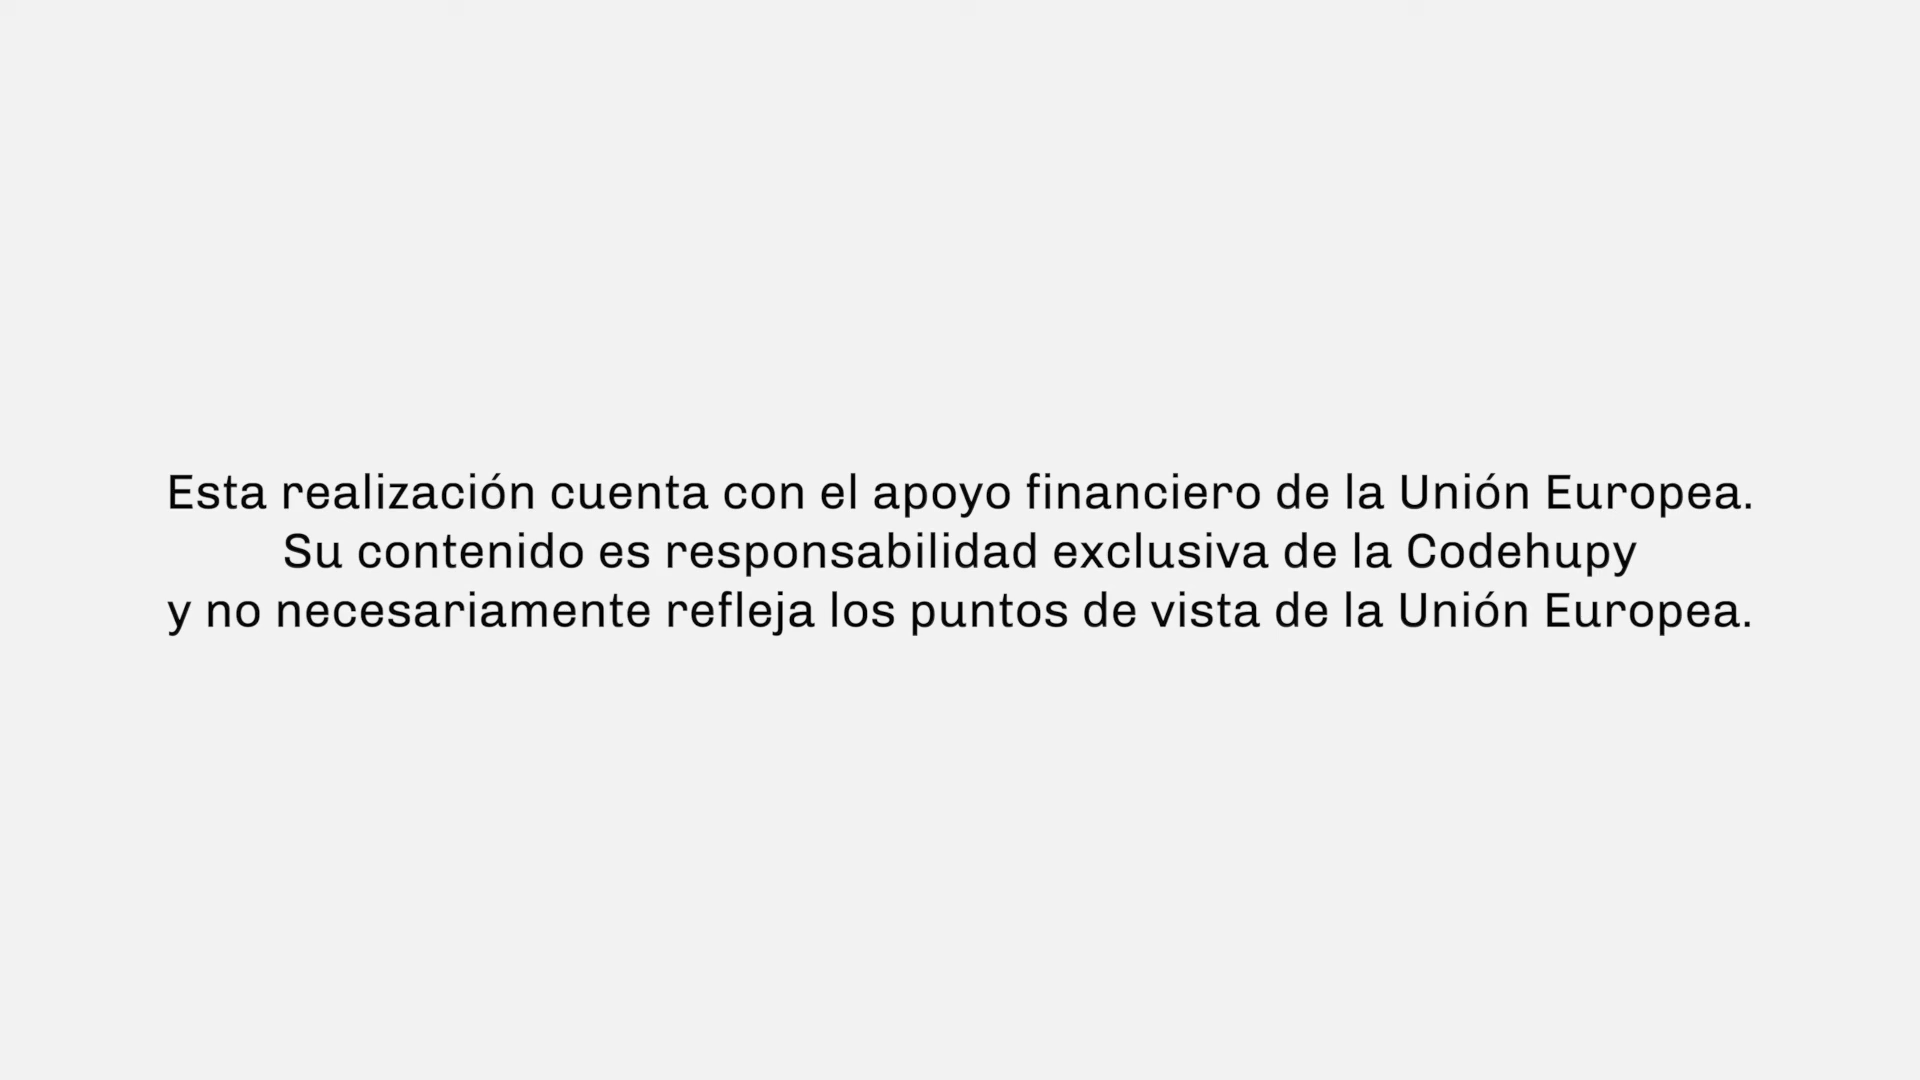 Esta realización cuenta con el apoyo financiero de la Unión Europea.
Su contenido es responsabilidad exclusiva de la Codehupy
y no necesariamente refleja los puntos de vista de la Unión Europea.